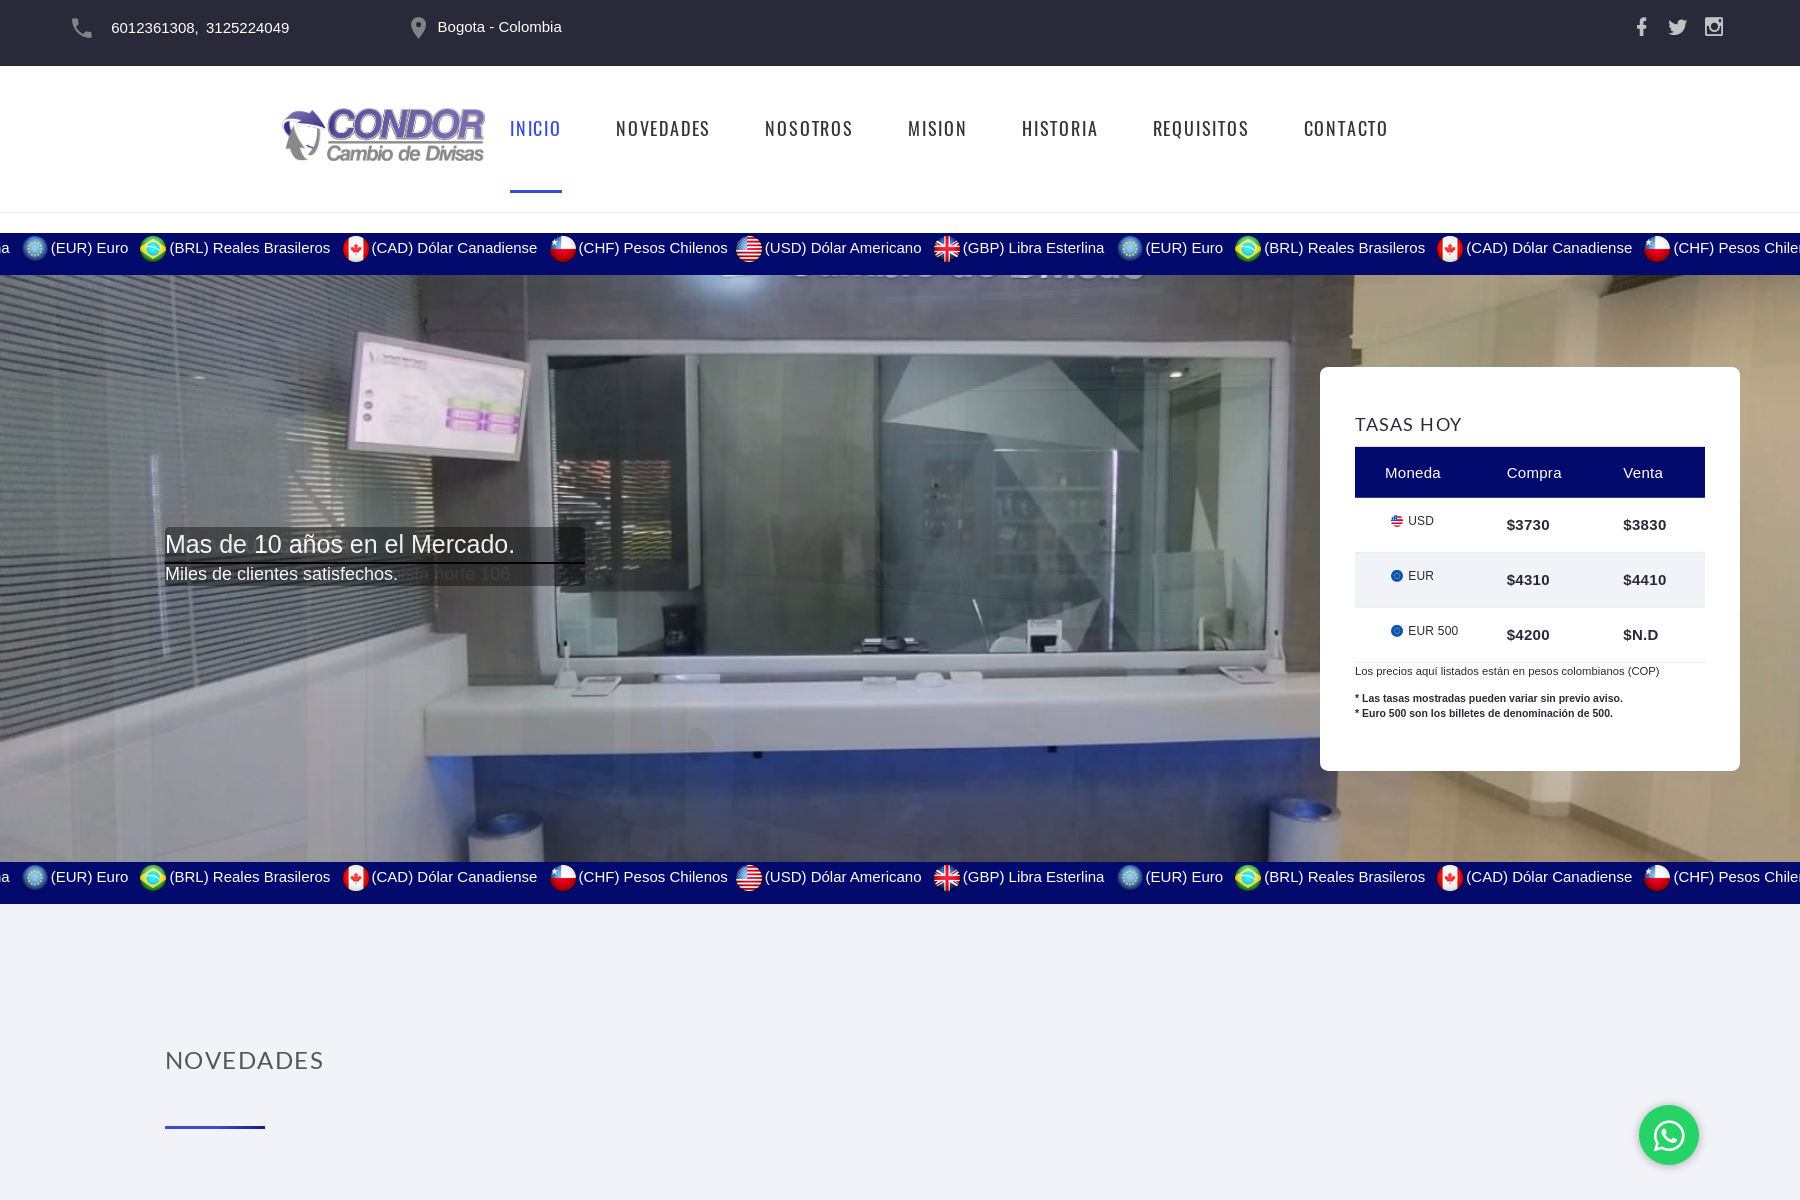 6012361308, 3125224049
Bogota - Colombia
CONDOR
Cambio de Divisas
INICIO
NOVEDADES
NOSOTROS
MISION
HISTORIA
REQUISITOS
CONTACTO
(EUR) Euro (BRL) Reales Brasileros (CAD) Dólar Canadiense (CHF) Pesos Chilenos (USD) Dólar Americano (GBP) Libra Esterlina (EUR) Euro (BRL) Reales Brasileros (CAD) Dólar Canadiense (CHF) Pesos
Mas de 10 años en el Mercado.
Miles de clientes satisfechos.
norte 106
TASAS HOY
Moneda Compra Venta
USD $3730 $3830
EUR $4310 $4410
EUR 500 $4200 $N.D
Los precios aquí listados están en pesos colombianos (COP)
* Las tasas mostradas pueden variar sin previo aviso.
* Euro 500 son los billetes de denominación de 500.
(EUR) Euro (BRL) Reales Brasileros (CAD) Dólar Canadiense (CHF) Pesos Chilenos (USD) Dólar Americano (GBP) Libra Esterlina (EUR) Euro (BRL) Reales Brasileros (CAD) Dólar Canadiense (CHF) Pesos
NOVEDADES